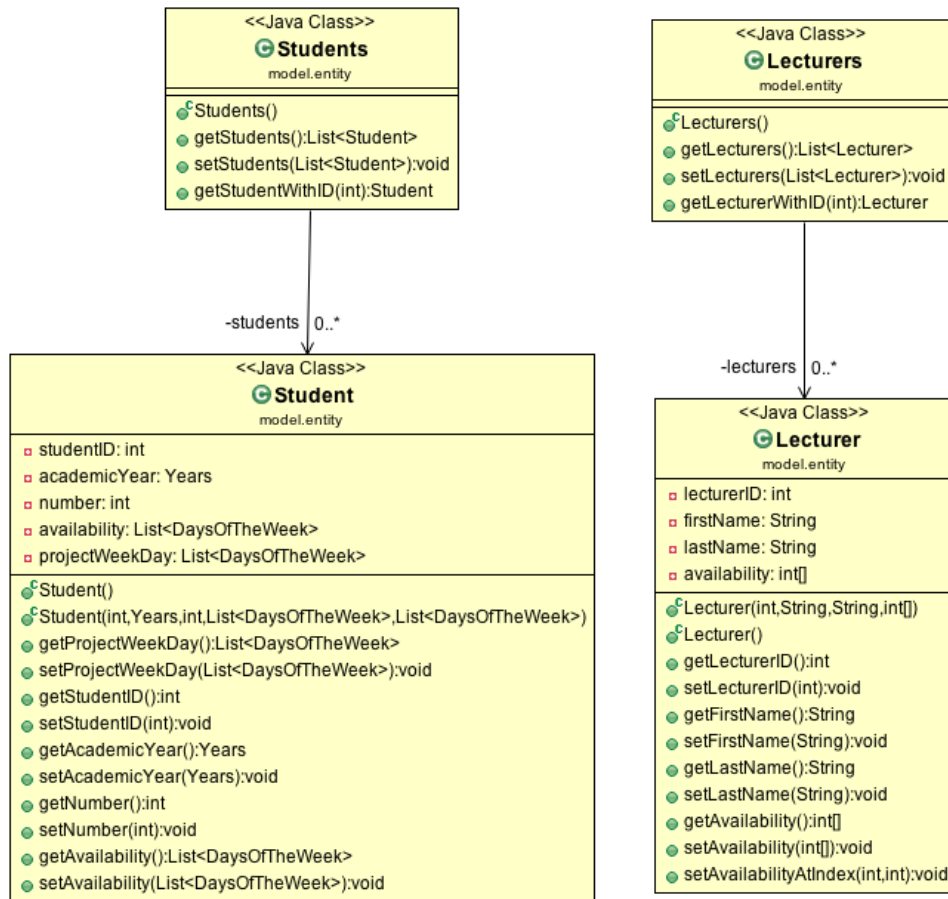 <<Java Class>>
Students
model.entity
Students()
getStudents():List<Student>
setStudents(List<Student>):void
getStudentWithID(int):Student
-students 0..*
<<Java Class>>
Student
model.entity
studentID: int
academicYear: Years
number: int
availability: List<DaysOfTheWeek>
projectWeekDay: List<DaysOfTheWeek>
Student()
Student(int,Years,int,List<DaysOfTheWeek>,List<DaysOfTheWeek>)
getProjectWeekDay():List<DaysOfTheWeek>
setProjectWeekDay(List<DaysOfTheWeek>):void
getStudentID():int
setStudentID(int):void
getAcademicYear():Years
setAcademicYear(Years):void
getNumber():int
setNumber(int):void
getAvailability():List<DaysOfTheWeek>
setAvailability(List<DaysOfTheWeek>):void
<<Java Class>>
Lecturers
model.entity
Lecturers()
getLecturers():List<Lecturer>
setLecturers(List<Lecturer>):void
getLecturerWithID(int):Lecturer
-lecturers 0..*
<<Java Class>>
Lecturer
model.entity
lecturerID: int
firstName: String
lastName: String
availability: int[]
Lecturer(int,String,String,int[])
Lecturer()
getLecturerID():int
setLecturerID(int):void
getFirstName():String
setFirstName(String):void
getLastName():String
setLastName(String):void
getAvailability():int[]
setAvailability(int[]):void
setAvailabilityAtIndex(int,int):void